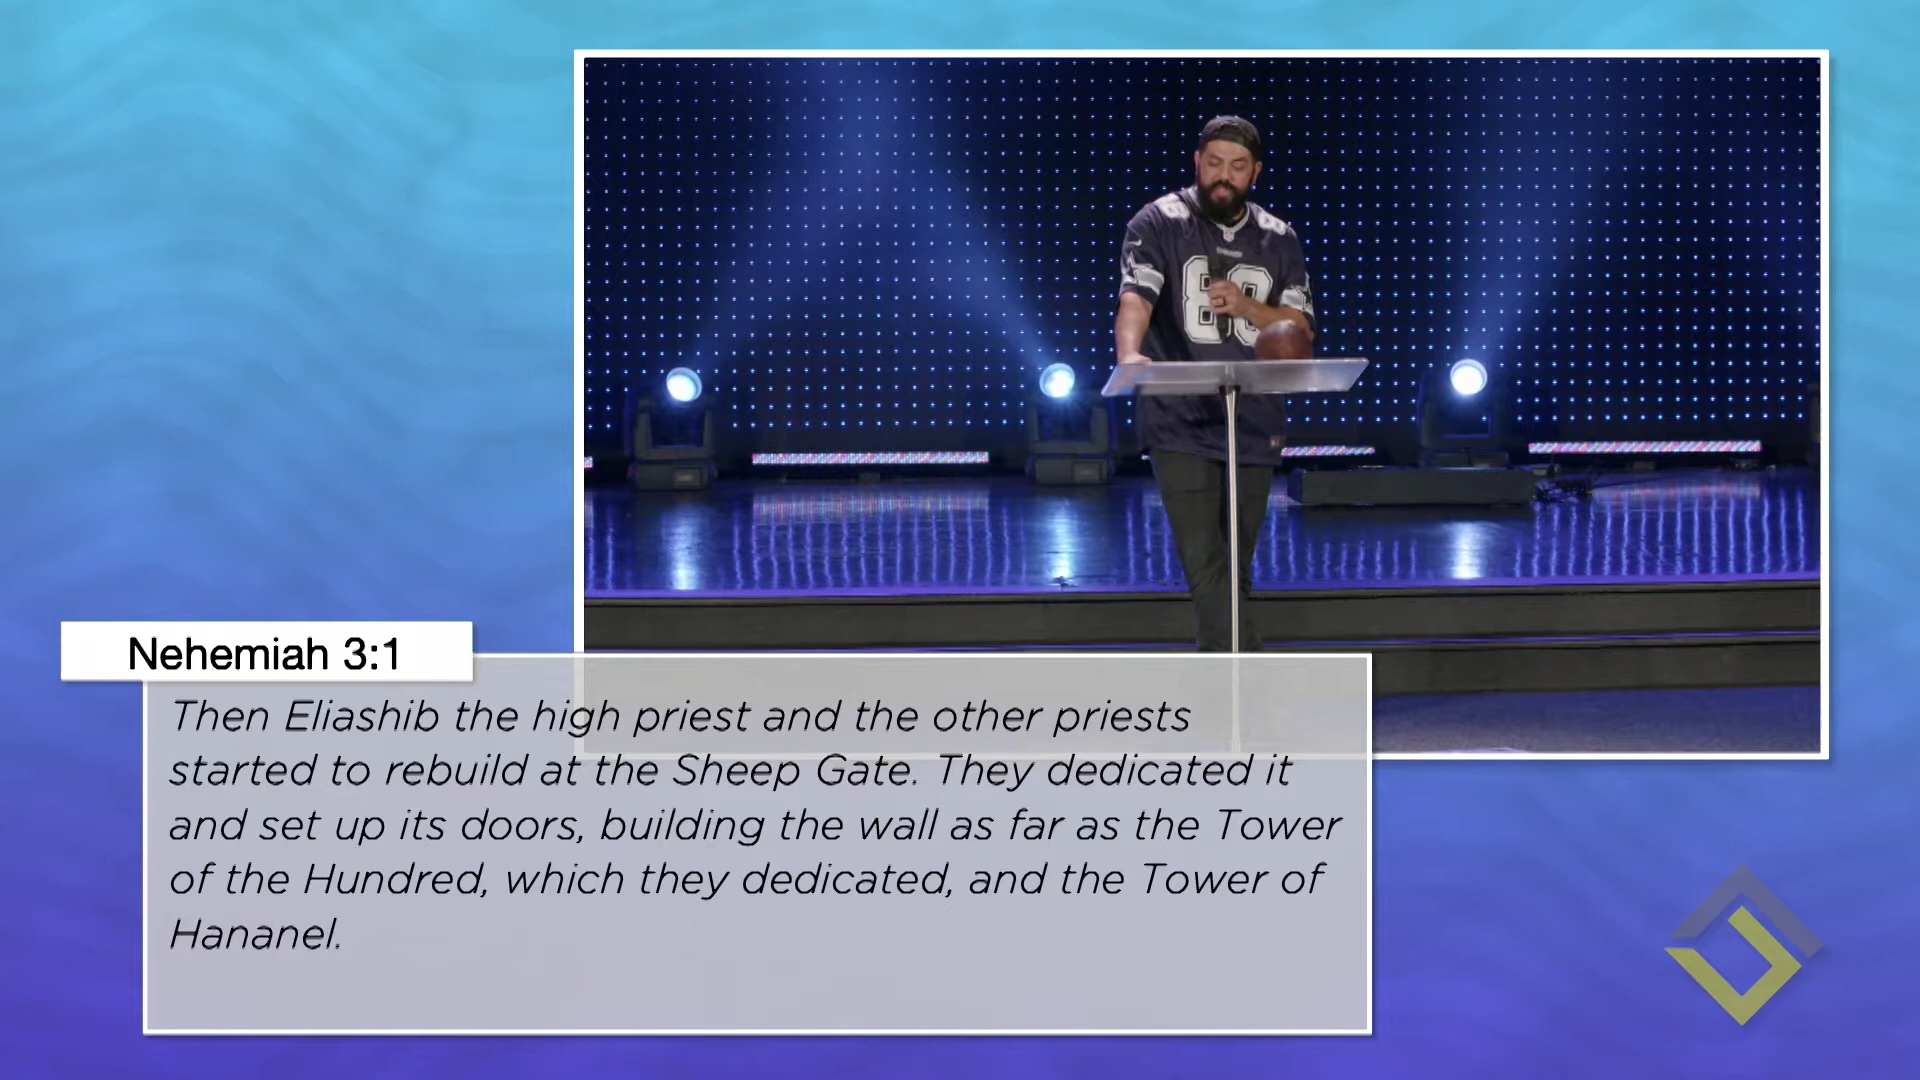 88
Nehemiah 3:1
Then Eliashib the high priest and the other priests
started to rebuild at the Sheep Gate. They dedicated it
and set up its doors, building the wall as far as the Tower
of the Hundred, which they dedicated, and the Tower of
Hananel.